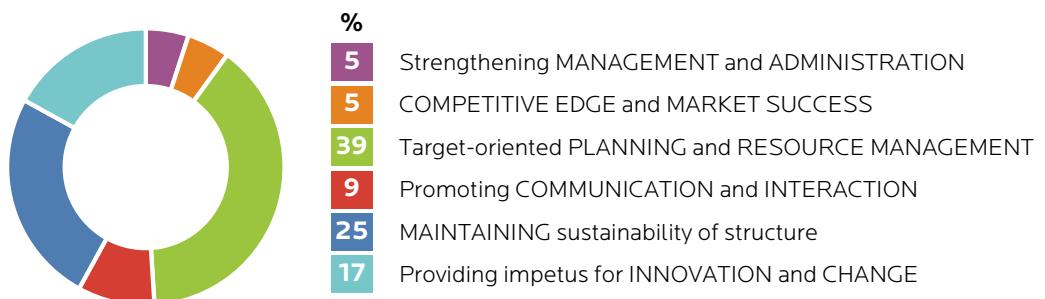 %
5 Strengthening MANAGEMENT and ADMINISTRATION
5 COMPETITIVE EDGE and MARKET SUCCESS
39 Target-oriented PLANNING and RESOURCE MANAGEMENT
9 Promoting COMMUNICATION and INTERACTION
25 MAINTAINING sustainability of structure
17 Providing impetus for INNOVATION and CHANGE